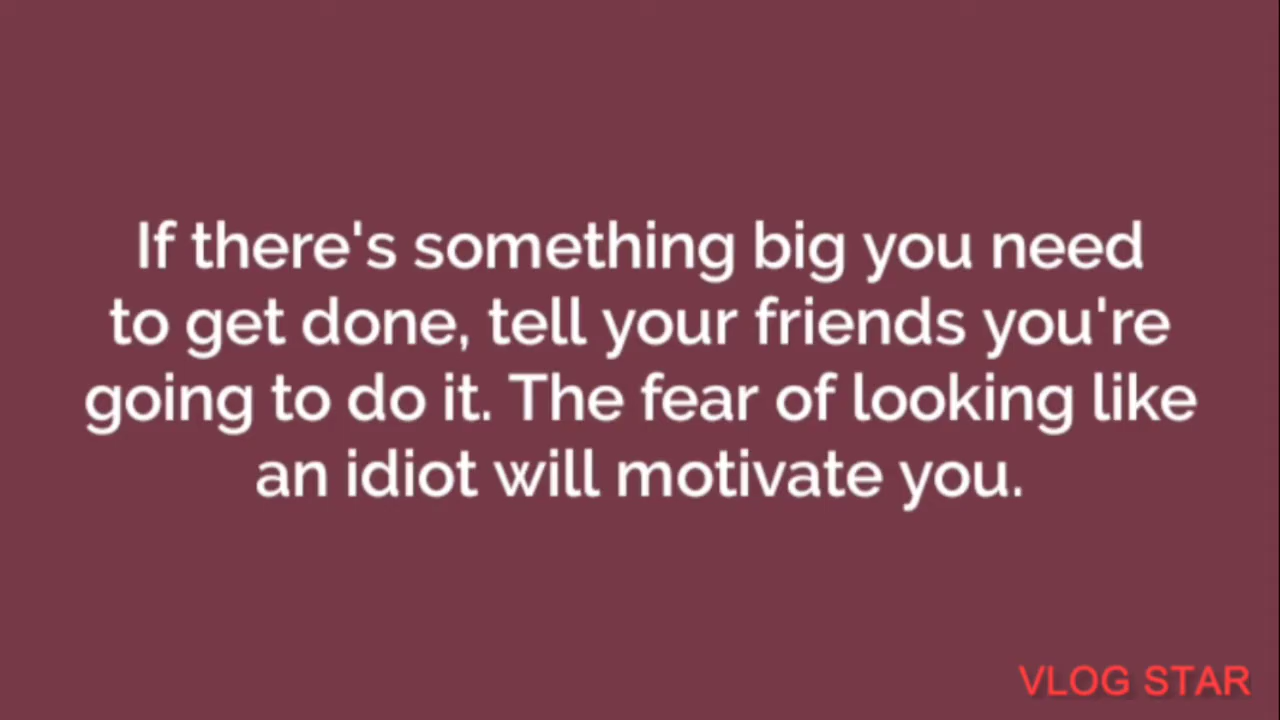 If there's something big you need
to get done, tell your friends you're
going to do it. The fear of looking like
an idiot will motivate you.
VLOG STAR